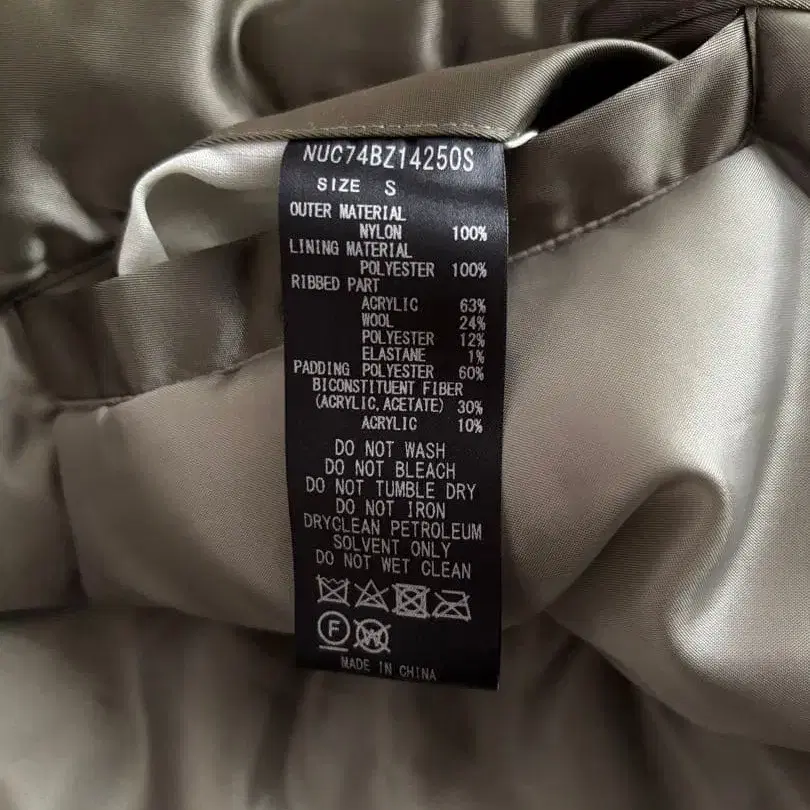 NUC74BZ14250S
SIZE S
OUTER MATERIAL
NYLON 100%
LINING MATERIAL
POLYESTER 100%
RIBBED PART
ACRYLIC 63%
WOOL 24%
POLYESTER 12%
ELASTANE 1%
PADDING POLYESTER 60%
BICONSTITUENT FIBER
(ACRYLIC, ACETATE) 30%
ACRYLIC 10%
DO NOT WASH
DO NOT BLEACH
DO NOT TUMBLE DRY
DO NOT IRON
DRYCLEAN PETROLEUM
SOLVENT ONLY
DO NOT WET CLEAN
F W
MADE IN CHINA